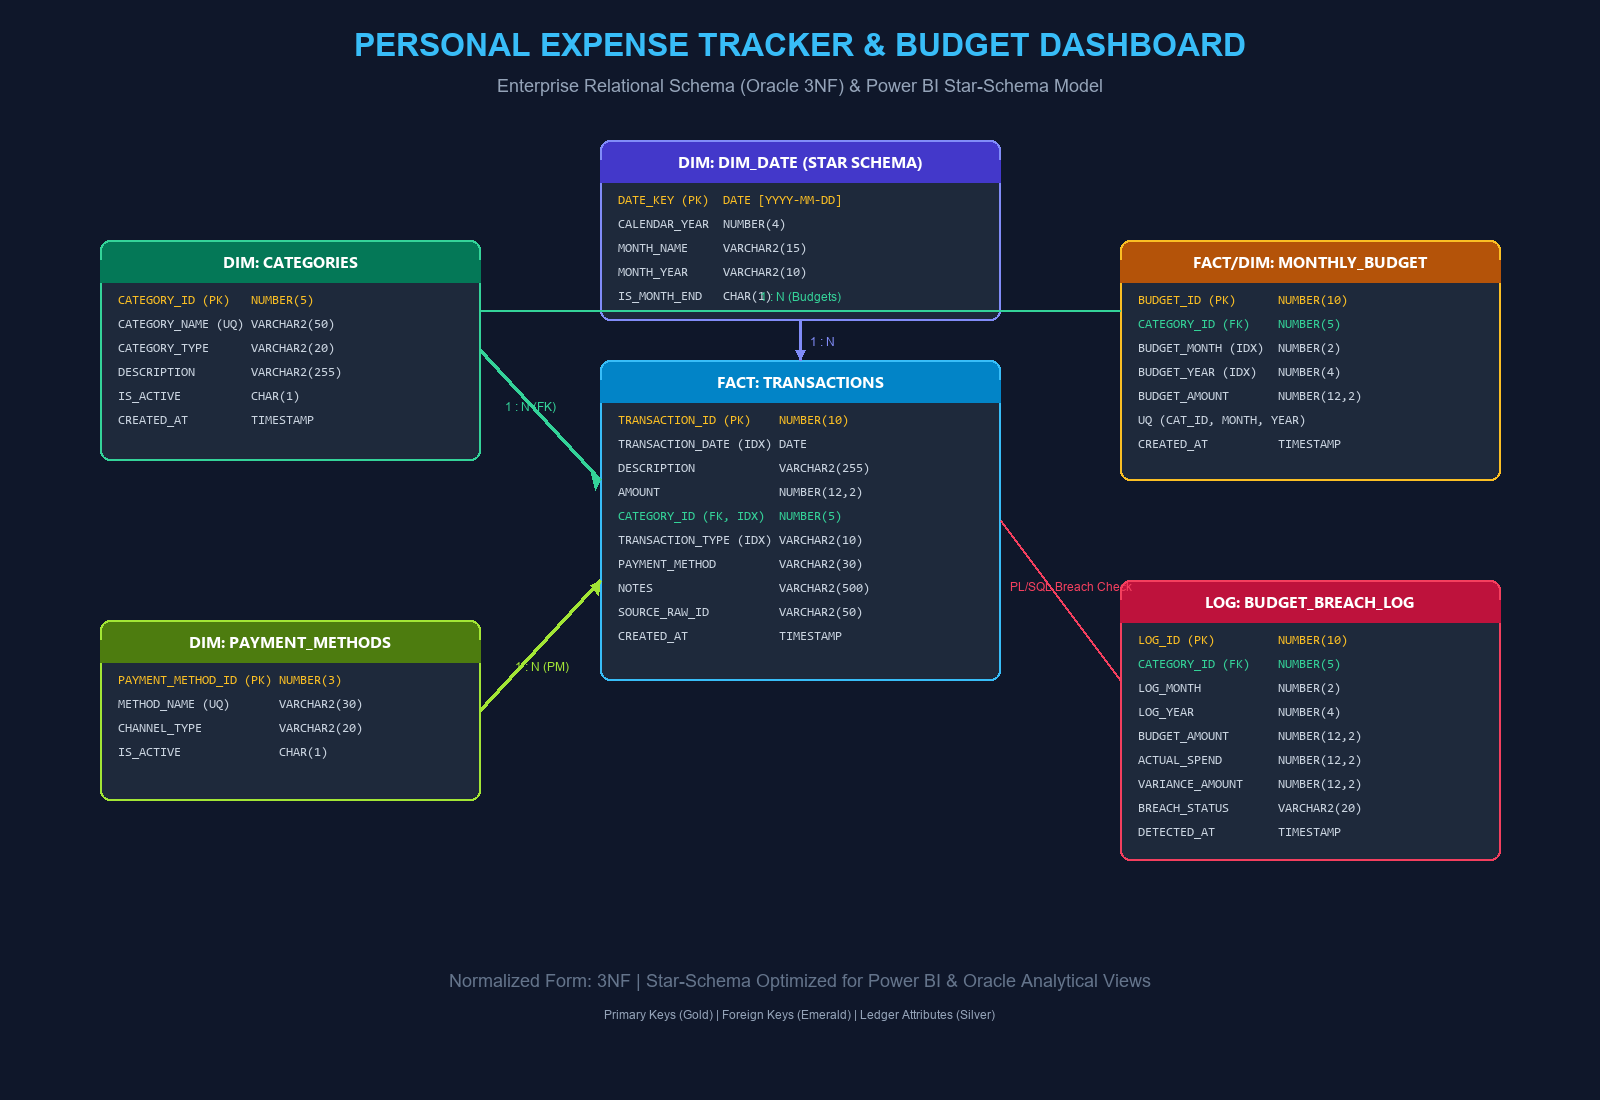 PERSONAL EXPENSE TRACKER & BUDGET DASHBOARD
Enterprise Relational Schema (Oracle 3NF) & Power BI Star-Schema Model
DIM: DIM_DATE (STAR SCHEMA)
DATE_KEY (PK) DATE [YYYY-MM-DD]
CALENDAR_YEAR NUMBER(4)
MONTH_NAME VARCHAR2(15)
MONTH_YEAR VARCHAR2(10)
IS_MONTH_END CHAR(1)
1 : N (Budgets)
1 : N
DIM: CATEGORIES
CATEGORY_ID (PK) NUMBER(5)
CATEGORY_NAME (UQ) VARCHAR2(50)
CATEGORY_TYPE VARCHAR2(20)
DESCRIPTION VARCHAR2(255)
IS_ACTIVE CHAR(1)
CREATED_AT TIMESTAMP
1 : N (FK)
FACT/DIM: MONTHLY_BUDGET
BUDGET_ID (PK) NUMBER(10)
CATEGORY_ID (FK) NUMBER(5)
BUDGET_MONTH (IDX) NUMBER(2)
BUDGET_YEAR (IDX) NUMBER(4)
BUDGET_AMOUNT NUMBER(12,2)
UQ (CAT_ID, MONTH, YEAR)
CREATED_AT TIMESTAMP
FACT: TRANSACTIONS
TRANSACTION_ID (PK) NUMBER(10)
TRANSACTION_DATE (IDX) DATE
DESCRIPTION VARCHAR2(255)
AMOUNT NUMBER(12,2)
CATEGORY_ID (FK, IDX) NUMBER(5)
TRANSACTION_TYPE (IDX) VARCHAR2(10)
PAYMENT_METHOD VARCHAR2(30)
NOTES VARCHAR2(500)
SOURCE_RAW_ID VARCHAR2(50)
CREATED_AT TIMESTAMP
DIM: PAYMENT_METHODS
PAYMENT_METHOD_ID (PK) NUMBER(3)
METHOD_NAME (UQ) VARCHAR2(30)
CHANNEL_TYPE VARCHAR2(20)
IS_ACTIVE CHAR(1)
1 : N (PM)
PL/SQL Breach Check
LOG: BUDGET_BREACH_LOG
LOG_ID (PK) NUMBER(10)
CATEGORY_ID (FK) NUMBER(5)
LOG_MONTH NUMBER(2)
LOG_YEAR NUMBER(4)
BUDGET_AMOUNT NUMBER(12,2)
ACTUAL_SPEND NUMBER(12,2)
VARIANCE_AMOUNT NUMBER(12,2)
BREACH_STATUS VARCHAR2(20)
DETECTED_AT TIMESTAMP
Normalized Form: 3NF | Star-Schema Optimized for Power BI & Oracle Analytical Views
Primary Keys (Gold) | Foreign Keys (Emerald) | Ledger Attributes (Silver)